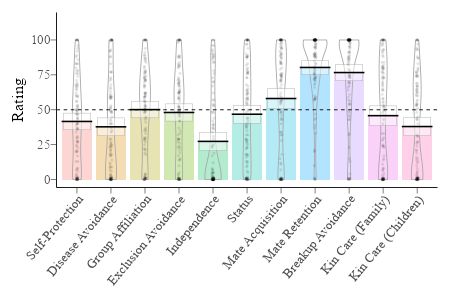 Rating
100
75
50
25
0
Self-Protection
Disease Avoidance
Group Affiliation
Exclusion Avoidance
Independence
Status
Mate Acquisition
Mate Retention
Breakup Avoidance
Kin Care (Family)
Kin Care (Children)